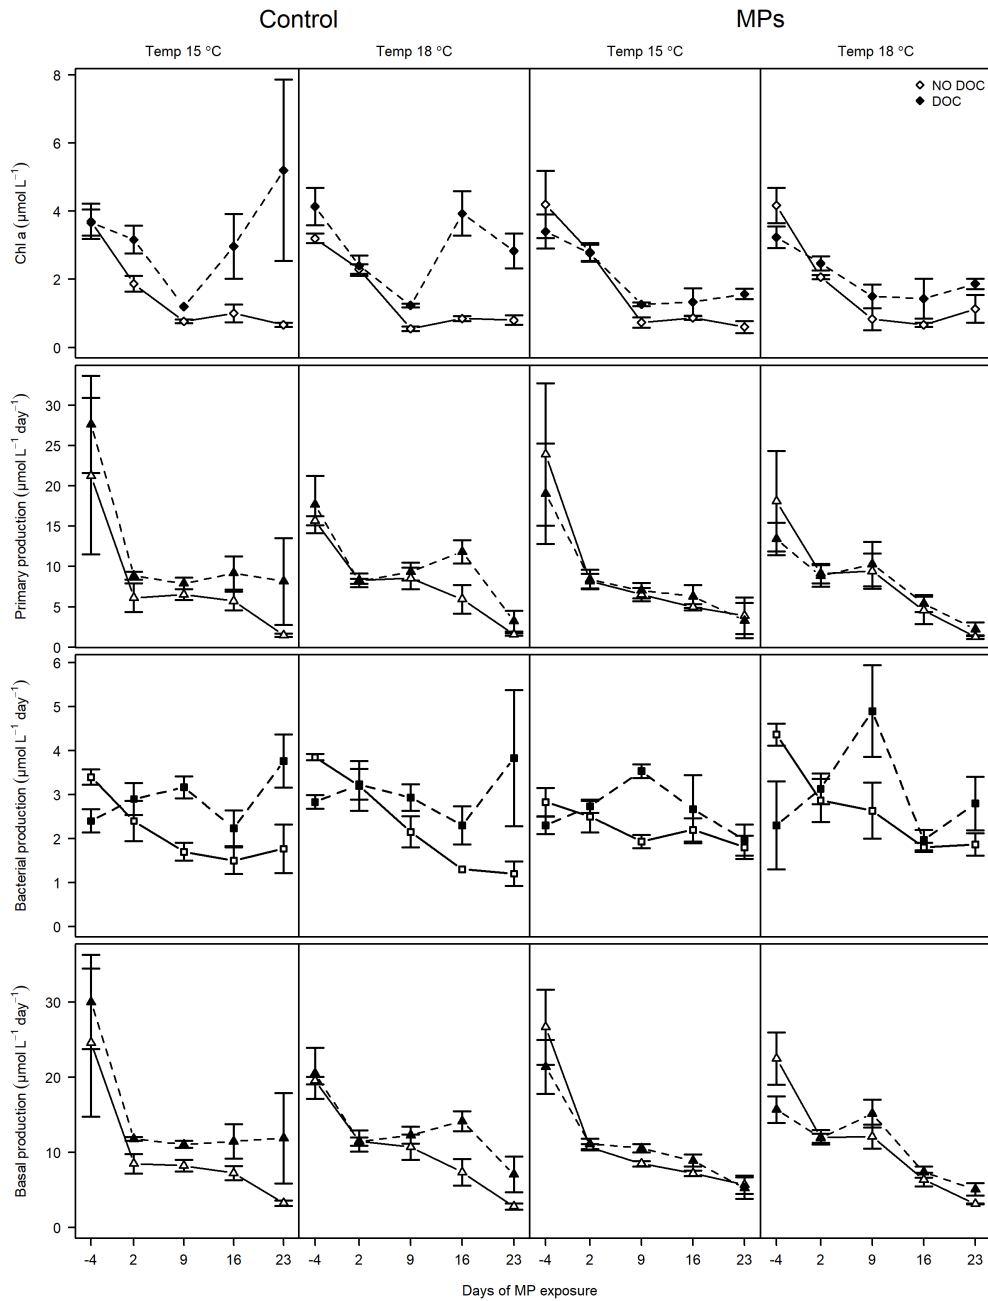 Control MPs
Temp 15 °C Temp 18 °C Temp 15 °C Temp 18 °C
Chl a (µmol L⁻¹)
8
6
4
2
0
NO DOC
DOC
Primary production (µmol L⁻¹ day⁻¹)
30
25
20
15
10
5
0
Bacterial production (µmol L⁻¹ day⁻¹)
6
5
4
3
2
1
0
Basal production (µmol L⁻¹ day⁻¹)
30
20
10
0
-4 2 9 16 23 -4 2 9 16 23 -4 2 9 16 23 -4 2 9 16 23
Days of MP exposure